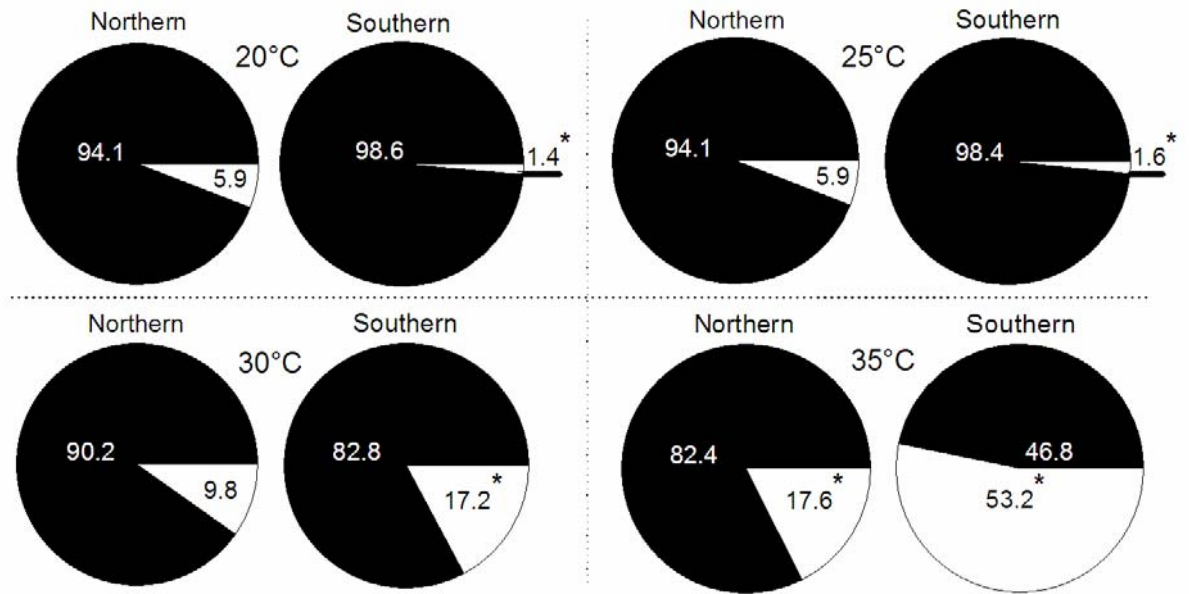 Northern
20°C
Southern
94.1
5.9
98.6
1.4*
Northern
25°C
Southern
94.1
5.9
98.4
1.6*
Northern
30°C
Southern
90.2
9.8
82.8
17.2*
Northern
35°C
Southern
82.4
17.6*
46.8
53.2*